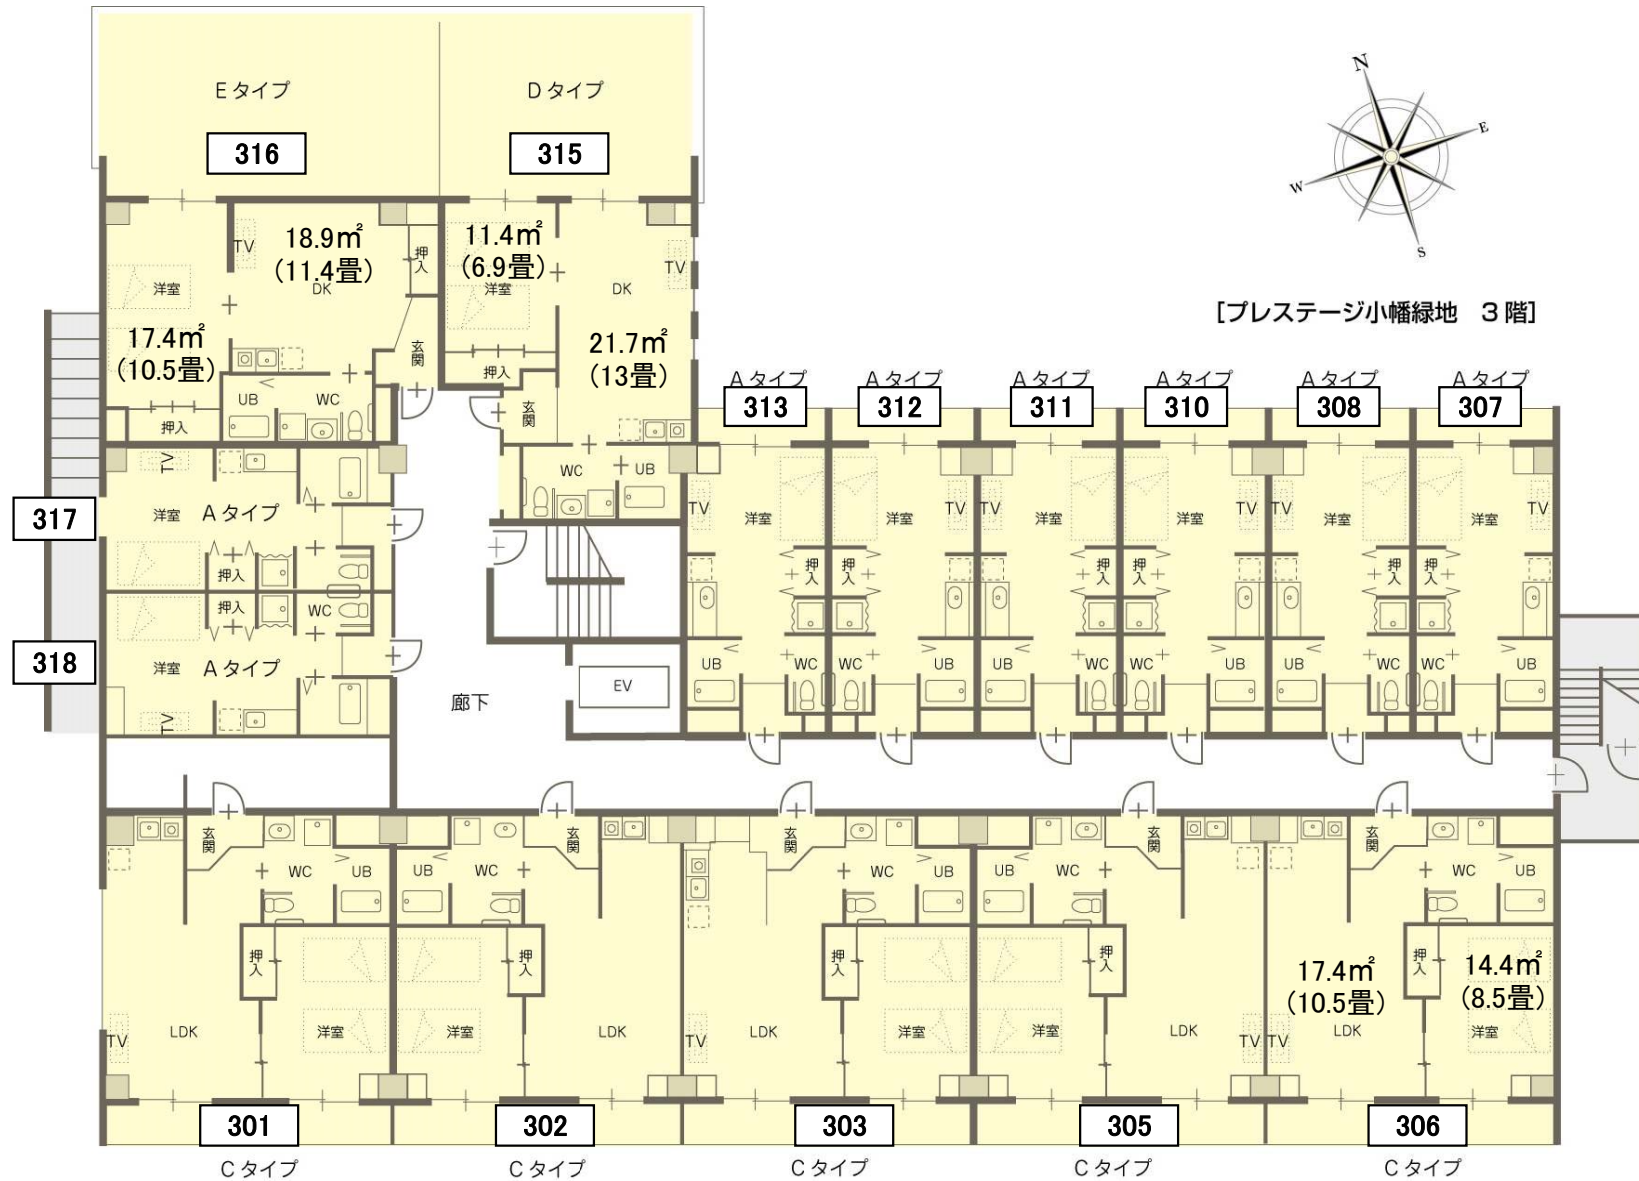 Eタイプ
Dタイプ
316
315
N
E
W
S
[プレステージ小幡緑地 3階]
18.9㎡
(11.4畳)
DK
TV
押入
洋室
17.4㎡
(10.5畳)
玄関
UB
WC
押入
11.4㎡
(6.9畳)
洋室
DK
TV
21.7㎡
(13畳)
押入
玄関
WC
UB
Aタイプ
Aタイプ
Aタイプ
Aタイプ
Aタイプ
Aタイプ
313
312
311
310
308
307
317
TV
洋室
Aタイプ
押入
318
押入
WC
洋室
Aタイプ
TV
廊下
EV
TV
洋室
押入
UB
WC
洋室
TV
押入
WC
UB
TV
洋室
押入
UB
WC
洋室
TV
押入
WC
UB
TV
洋室
押入
UB
WC
洋室
TV
押入
WC
UB
玄関
WC
UB
押入
TV
LDK
洋室
UB
WC
玄関
押入
洋室
LDK
玄関
WC
UB
押入
TV
LDK
洋室
UB
WC
玄関
押入
洋室
LDK
TV
玄関
WC
UB
17.4㎡
(10.5畳)
押入
14.4㎡
(8.5畳)
TV
LDK
洋室
301
302
303
305
306
Cタイプ
Cタイプ
Cタイプ
Cタイプ
Cタイプ